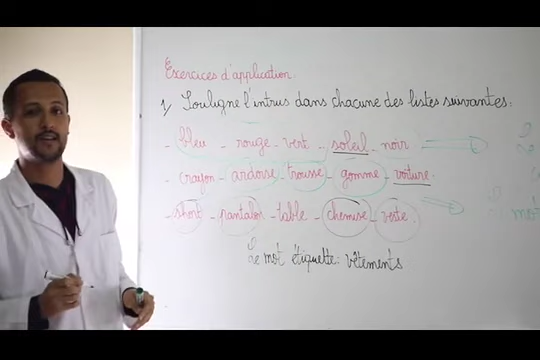 Exercices d'application.
1) Souligne l'intrus dans chacune des listes suivantes:
- bleu - rouge - vert - soleil - noir
- crayon - ardoise - trousse - gomme - voiture.
- short - pantalon - table - chemise - veste.
Le mot étiquette: vêtements
mot